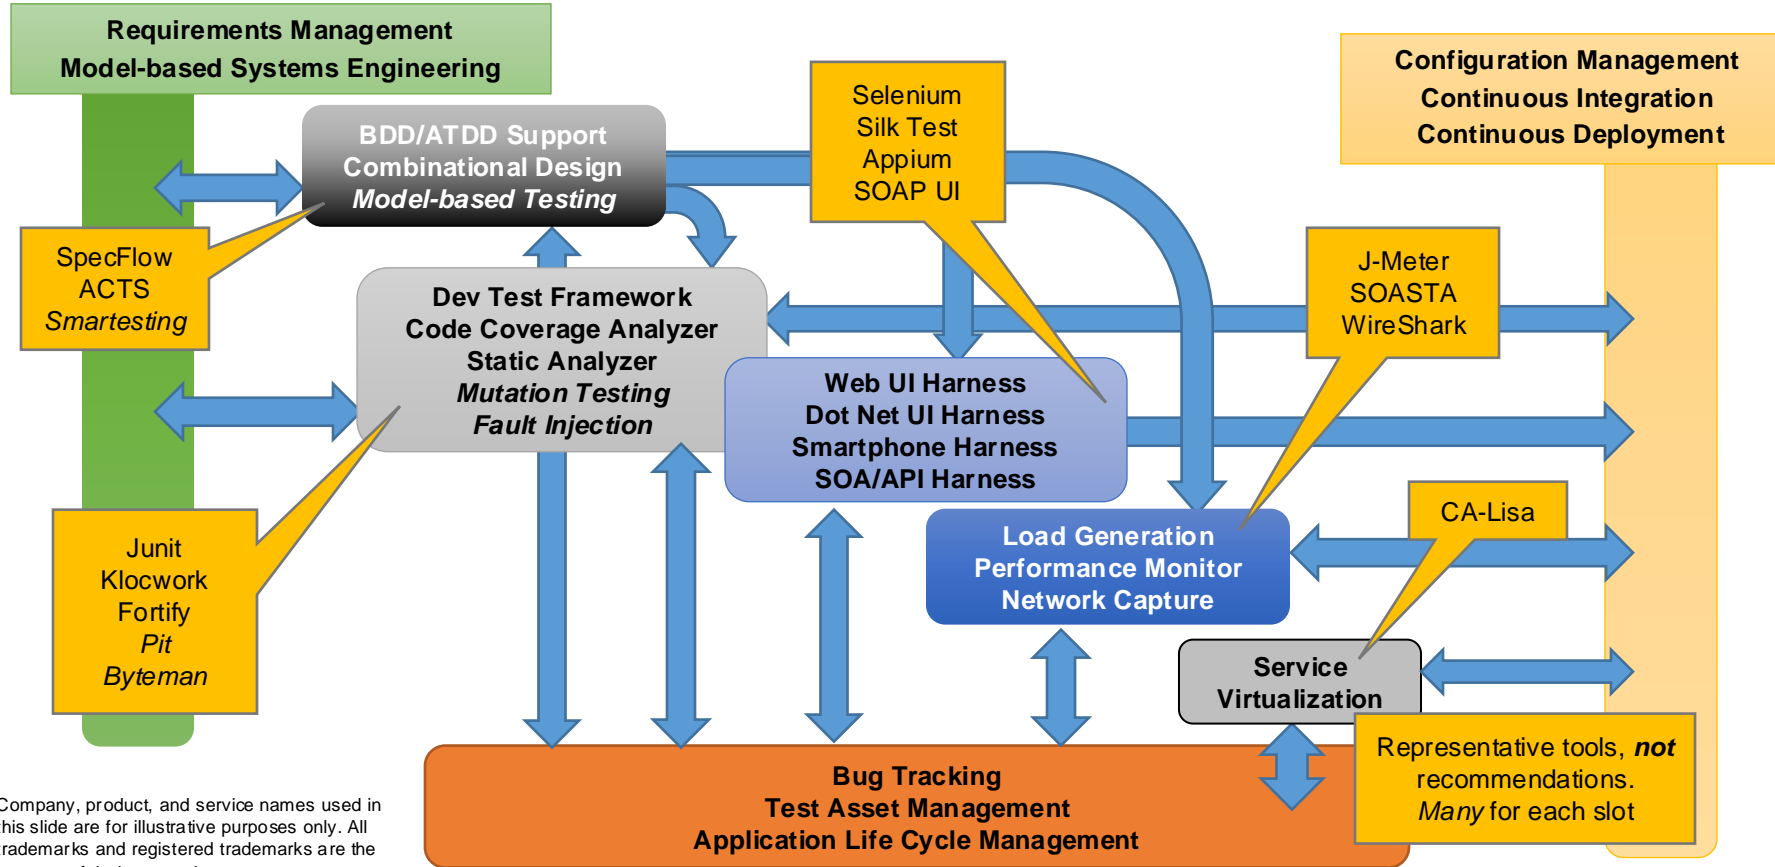 Requirements Management
Model-based Systems Engineering
Configuration Management
Continuous Integration
Continuous Deployment
BDD/ATDD Support
Combinational Design
Model-based Testing
Selenium
Silk Test
Appium
SOAP UI
SpecFlow
ACTS
Smartesting
J-Meter
SOASTA
WireShark
Dev Test Framework
Code Coverage Analyzer
Static Analyzer
Mutation Testing
Fault Injection
Web UI Harness
Dot Net UI Harness
Smartphone Harness
SOA/API Harness
Junit
Klocwork
Fortify
Pit
Byteman
CA-Lisa
Load Generation
Performance Monitor
Network Capture
Service
Virtualization
Representative tools, not
recommendations.
Many for each slot
Bug Tracking
Test Asset Management
Application Life Cycle Management
Company, product, and service names used in
this slide are for illustrative purposes only. All
trademarks and registered trademarks are the